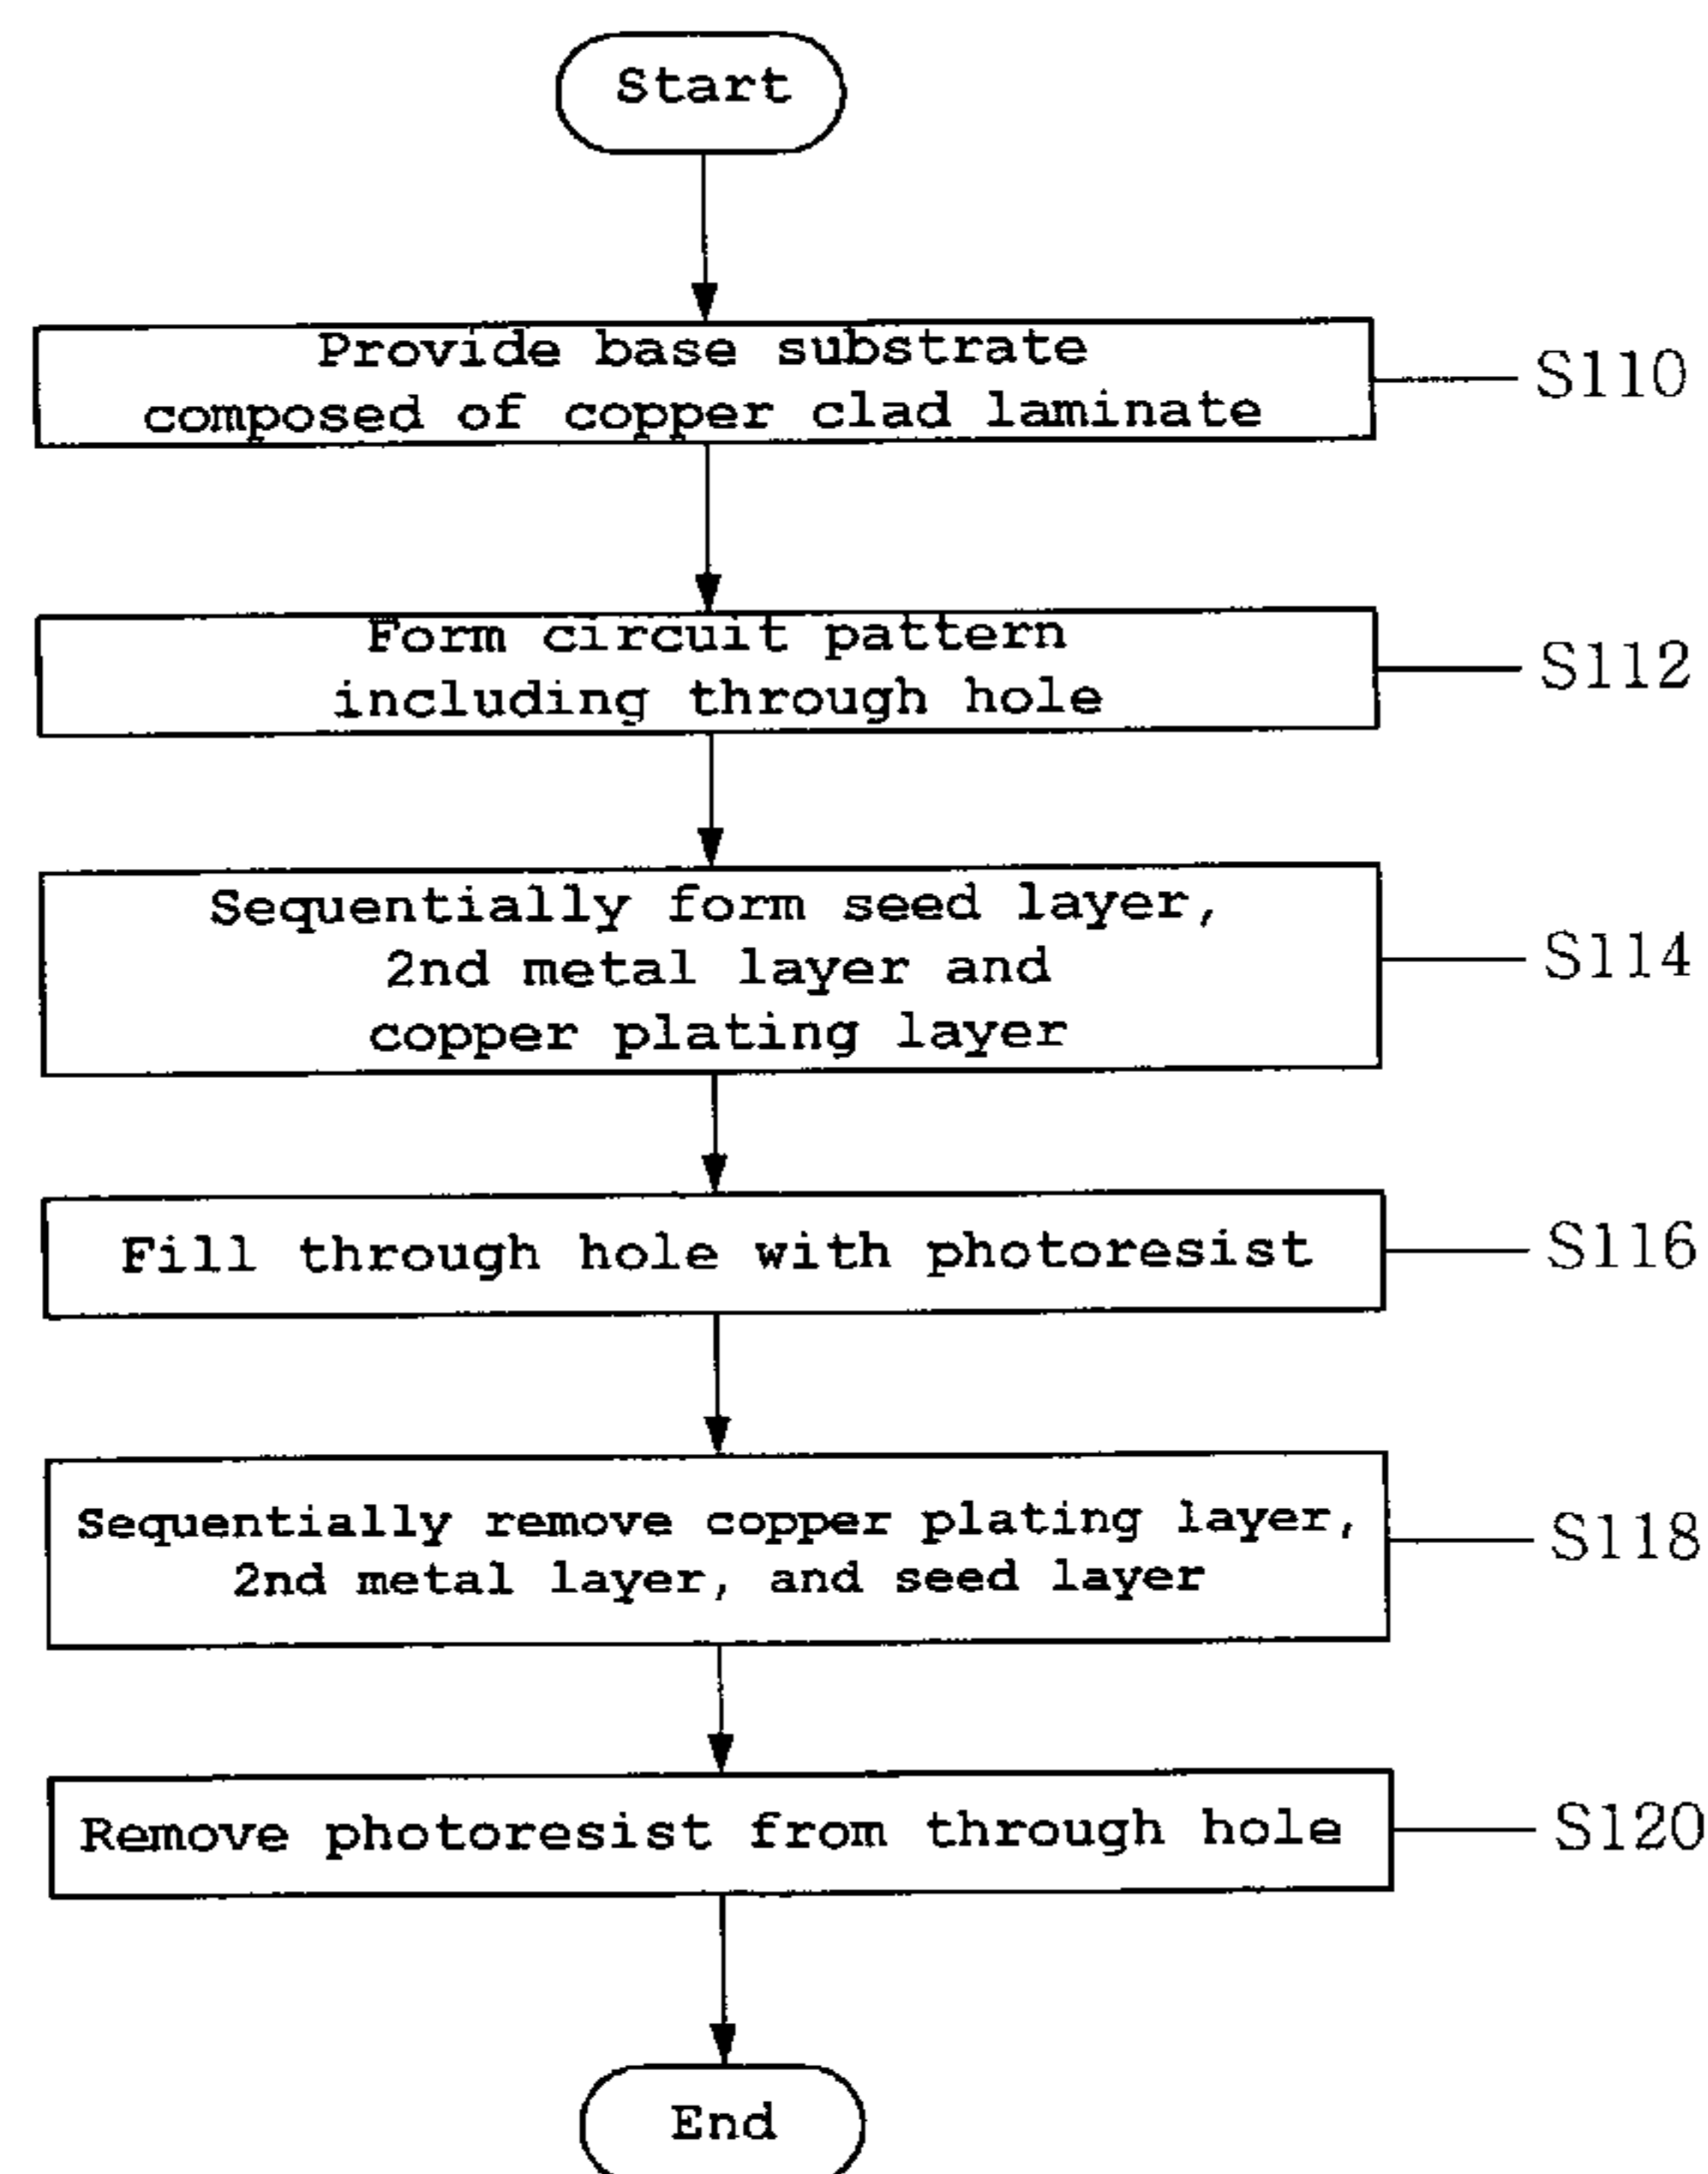 Start
Provide base substrate
composed of copper clad laminate
S110
Form circuit pattern
including through hole
S112
Sequentially form seed layer,
2nd metal layer and
copper plating layer
S114
Fill through hole with photoresist
S116
Sequentially remove copper plating layer,
2nd metal layer, and seed layer
S118
Remove photoresist from through hole
S120
End